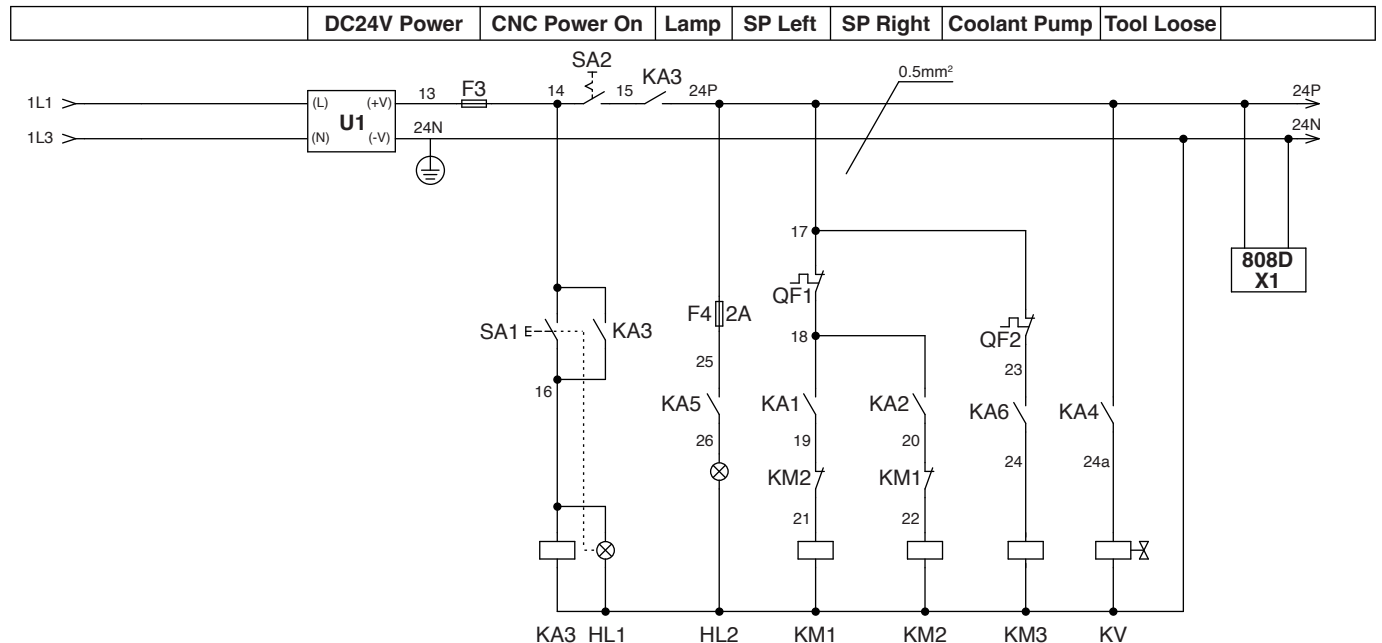 DC24V Power CNC Power On Lamp SP Left SP Right Coolant Pump Tool Loose
SA2
0.5mm²
1L1 (L) (+V) 13 F3 14 15 KA3 24P 24P
U1
1L3 (N) (-V) 24N 24N
17
808D
X1
QF1
F4 2A
SA1 KA3 18 QF2
25 23
16
KA5 KA1 KA2 KA6 KA4
26 19 20 24 24a
KM2 KM1
21 22
KA3 HL1 HL2 KM1 KM2 KM3 KV